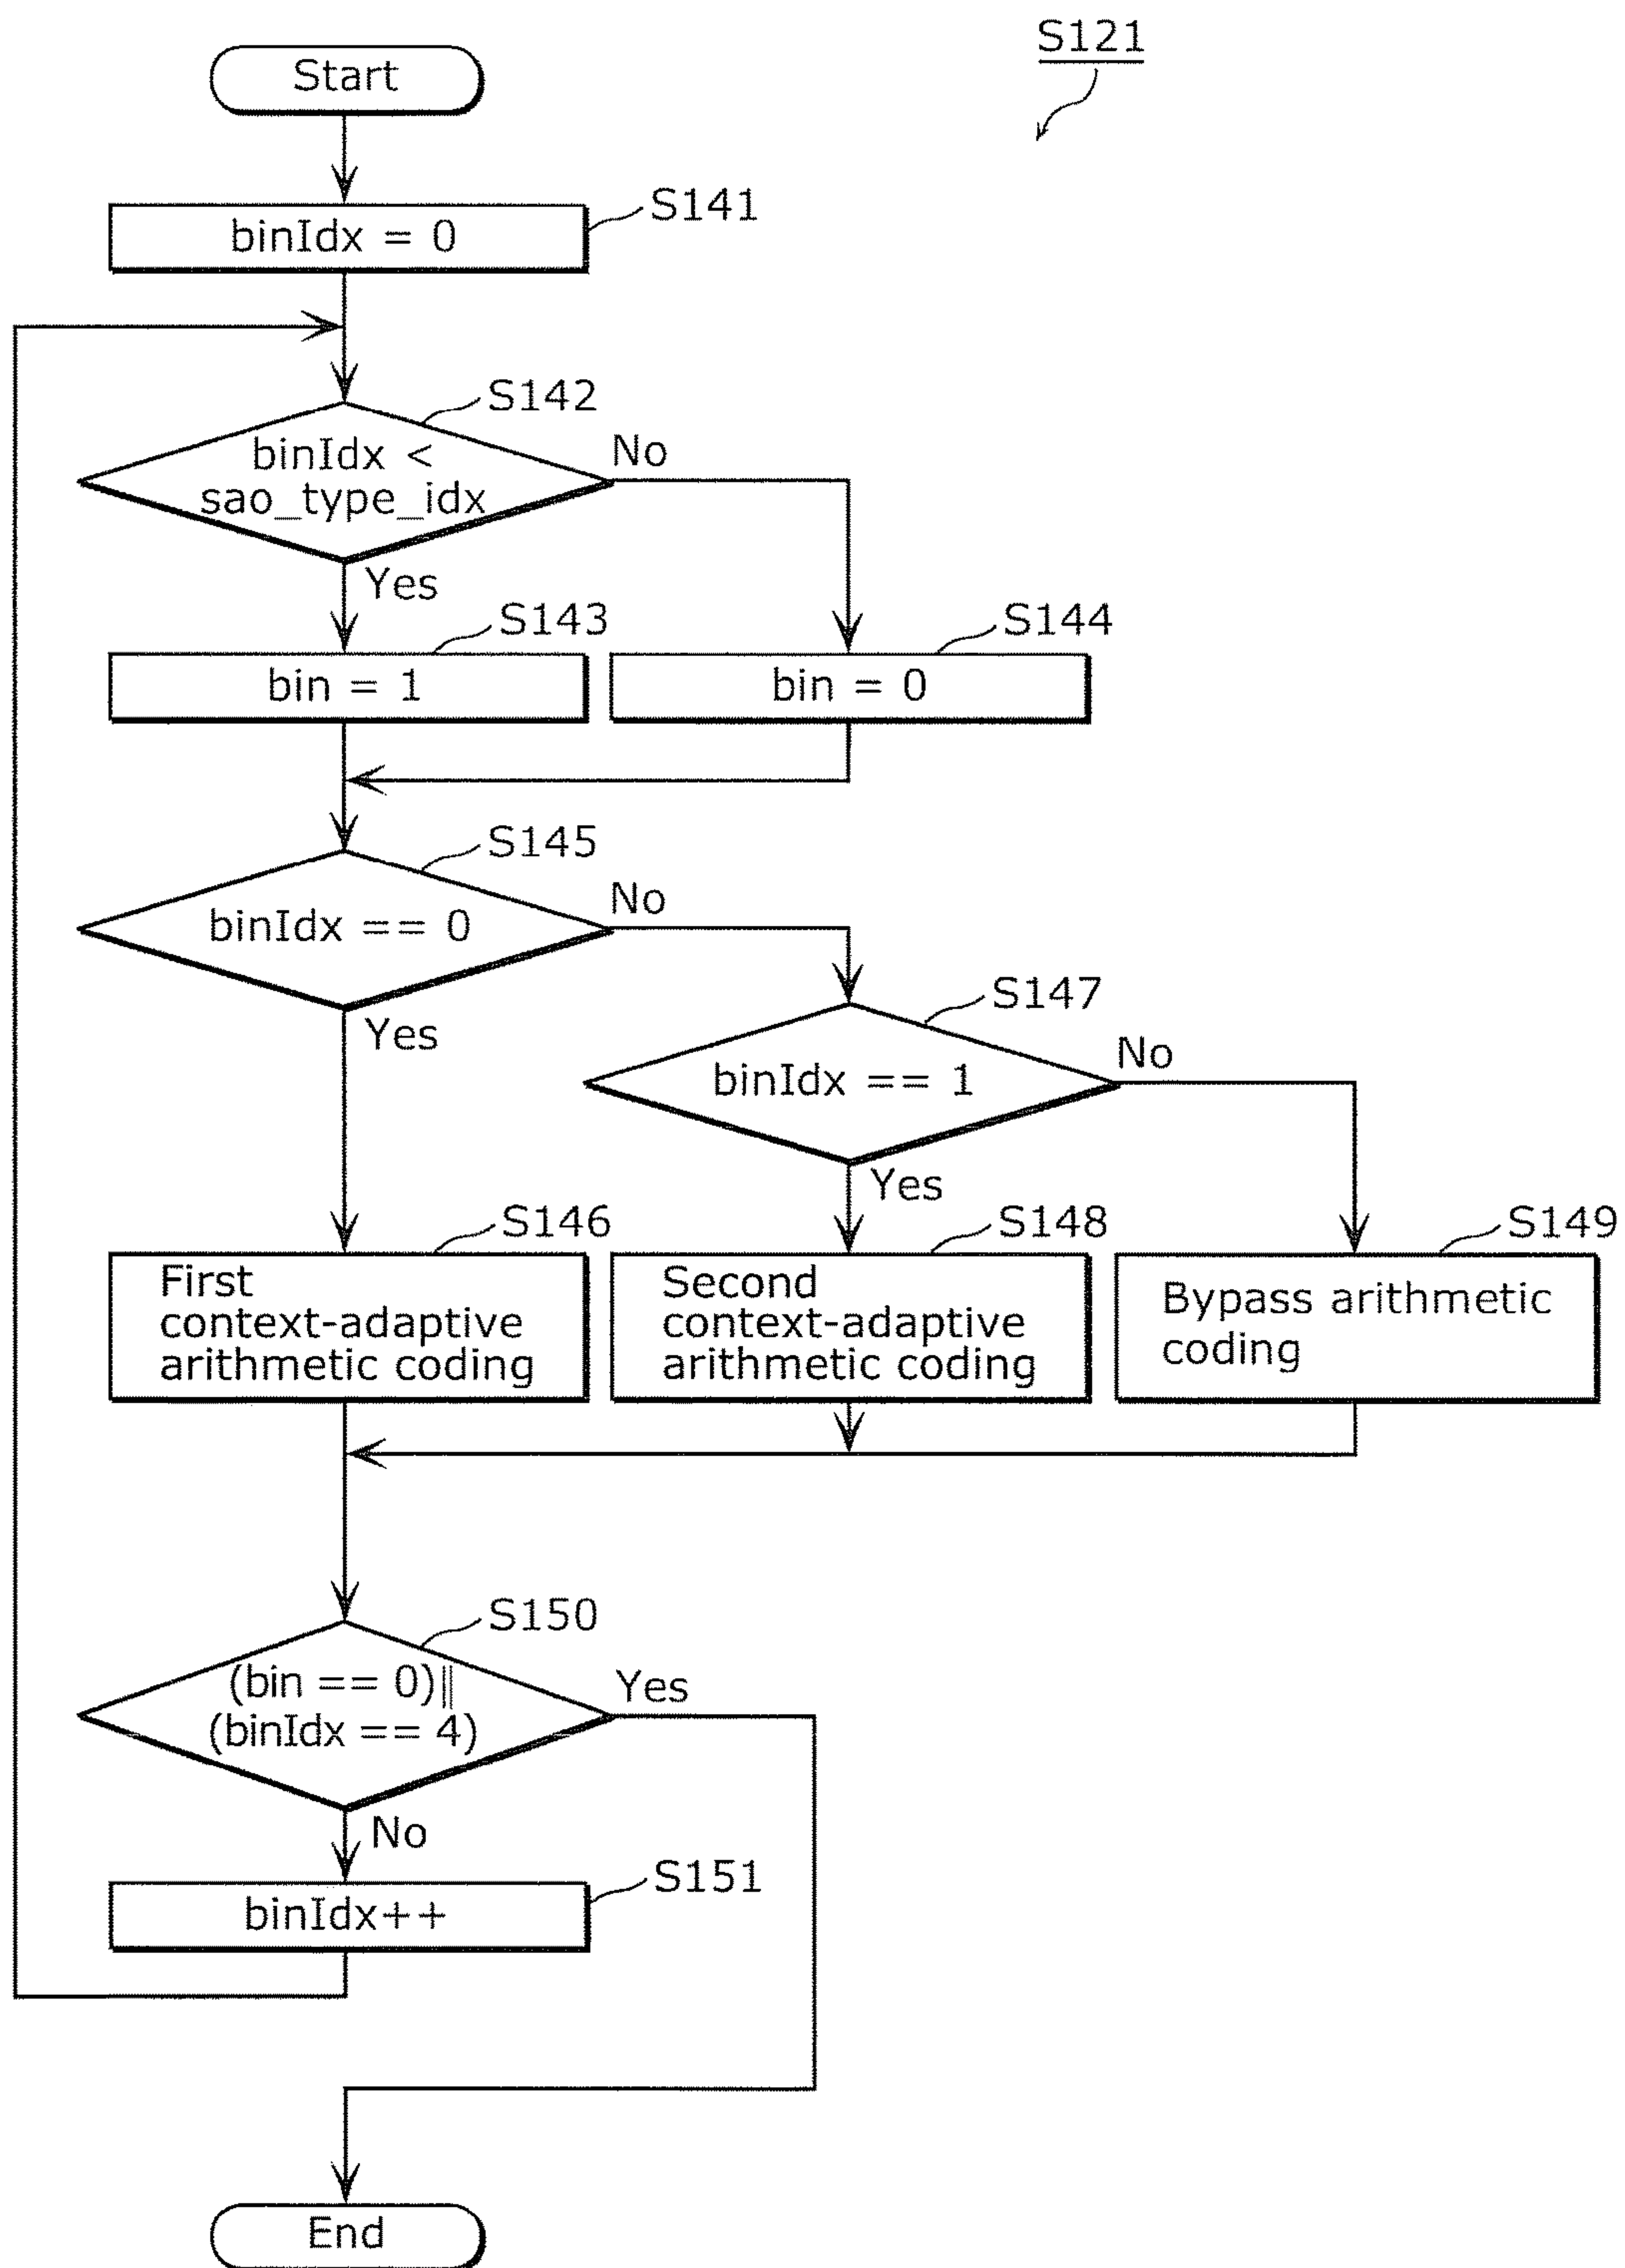 S121
Start
S141
binIdx = 0
S142
binIdx <
sao_type_idx
No
Yes
S143
bin = 1
S144
bin = 0
S145
binIdx == 0
No
Yes
S147
binIdx == 1
No
Yes
S146
First
context-adaptive
arithmetic coding
S148
Second
context-adaptive
arithmetic coding
S149
Bypass arithmetic
coding
S150
(bin == 0)||
(binIdx == 4)
Yes
No
S151
binIdx++
End